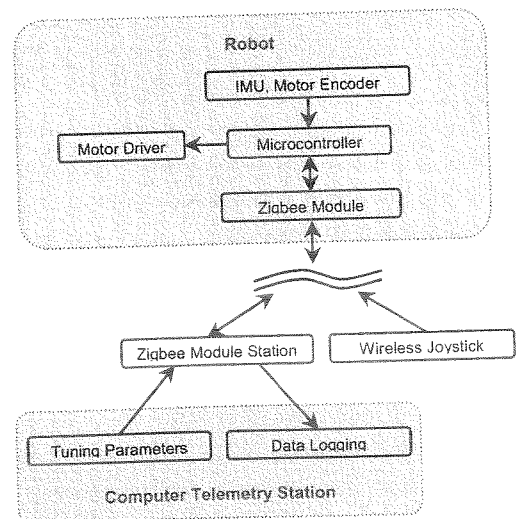 Robot
IMU, Motor Encoder
Motor Driver
Microcontroller
Zigbee Module
Zigbee Module Station
Wireless Joystick
Tuning Parameters
Data Logging
Computer Telemetry Station